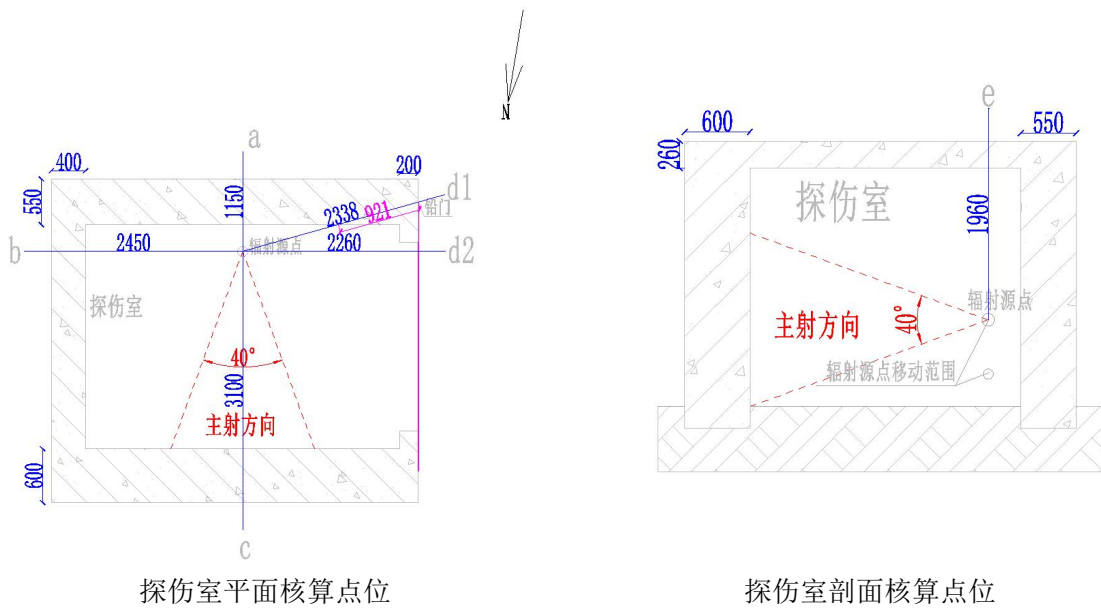 N
a
400
200
550
1150
d1
2338
921
铅门
b
2450
辐射源点
2260
d2
探伤室
40°
3100
主射方向
600
c
探伤室平面核算点位
e
600
550
260
探伤室
1960
辐射源点
主射方向
40°
辐射源点移动范围
探伤室剖面核算点位